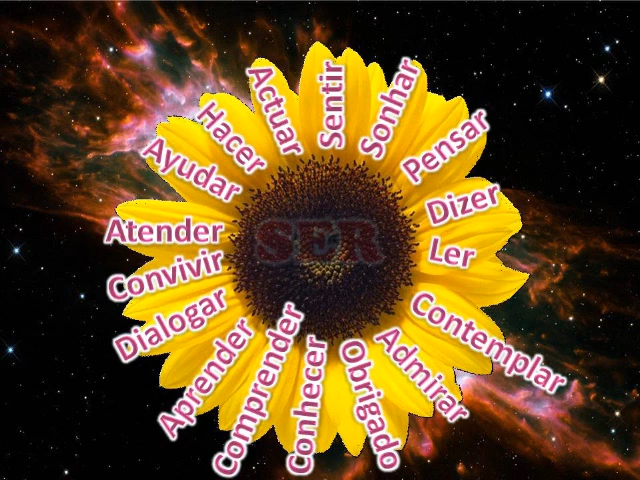 Sentir
Sonhar
Pensar
Dizer
Ler
Contemplar
Admirar
Obrigado
Conhecer
Comprender
Aprender
Dialogar
Convivir
Atender
Ayudar
Hacer
Actuar
SER